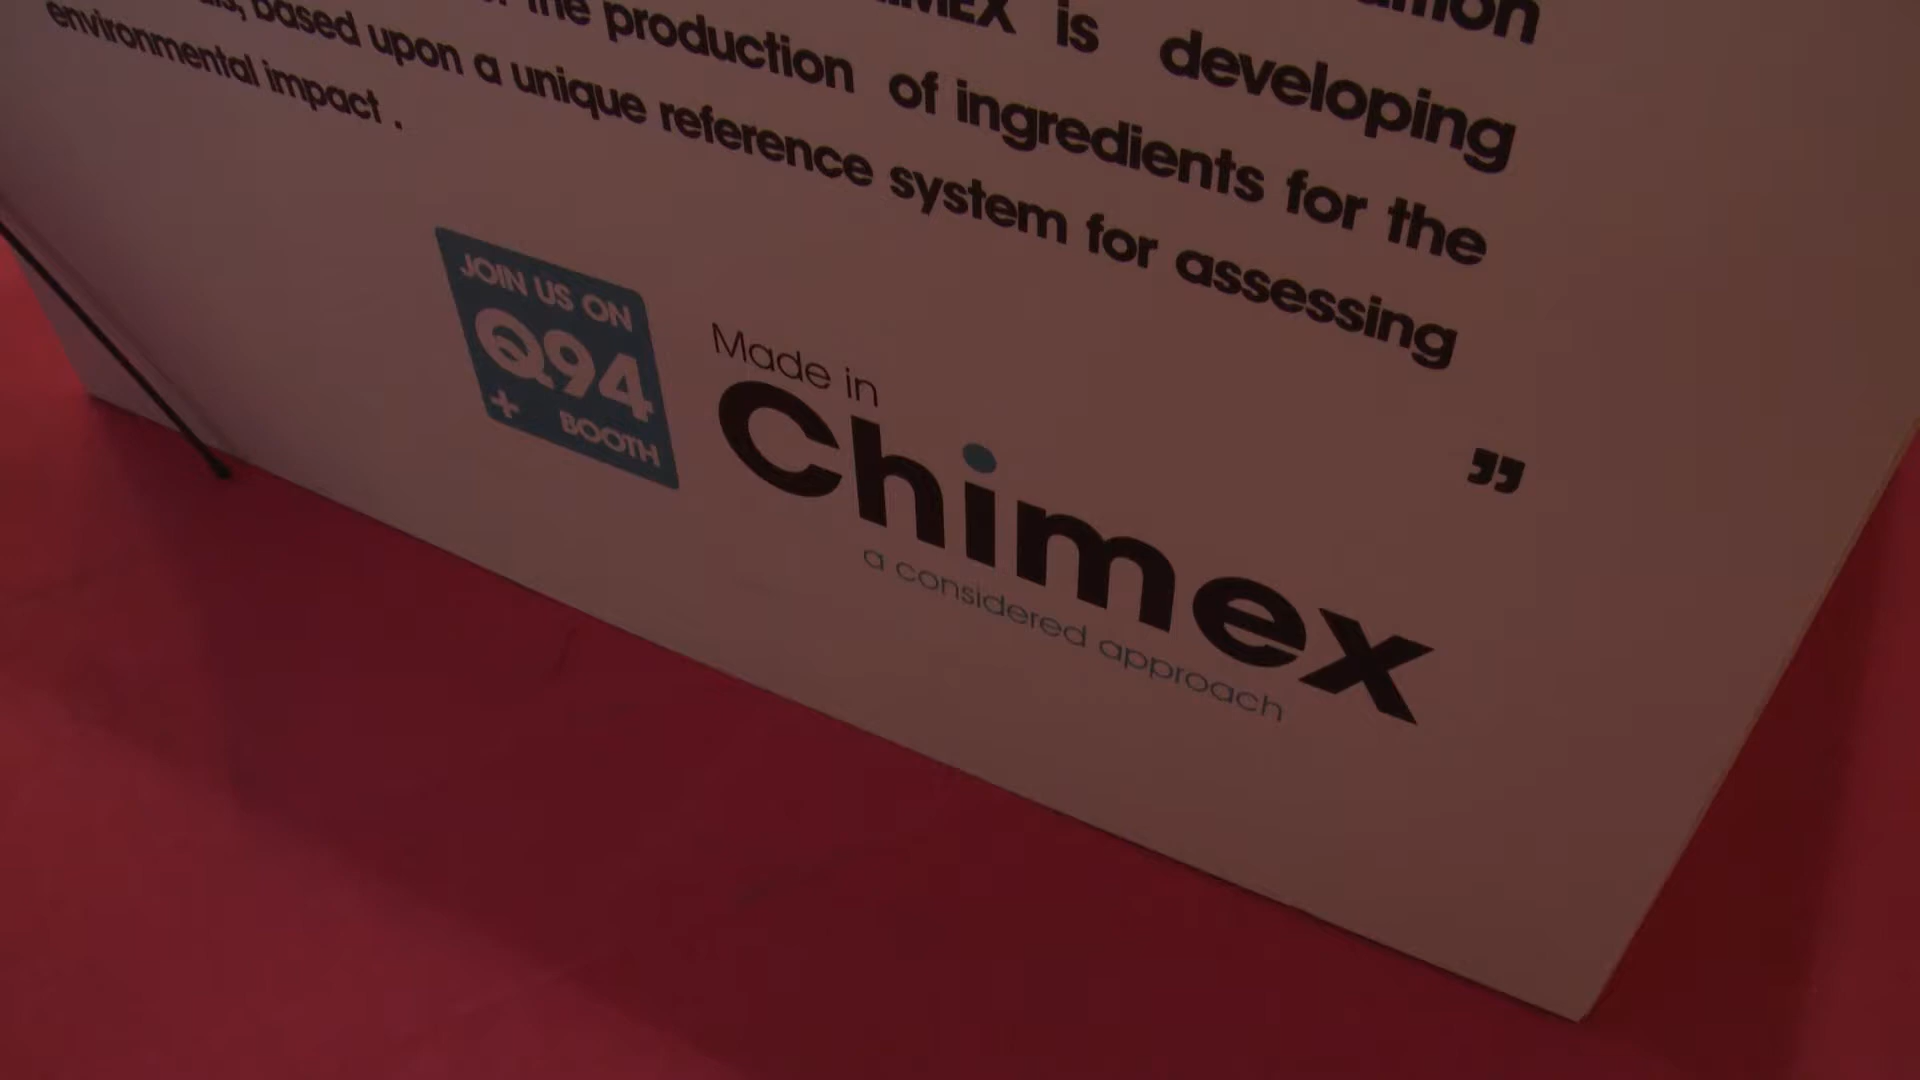 is developing
the production of ingredients for the
based upon a unique reference system for assessing
environmental impact .
”
JOIN US ON
Q94
+ BOOTH
Made in
Chimex
a considered approach